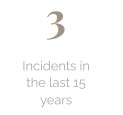 3
Incidents in
the last 15
years